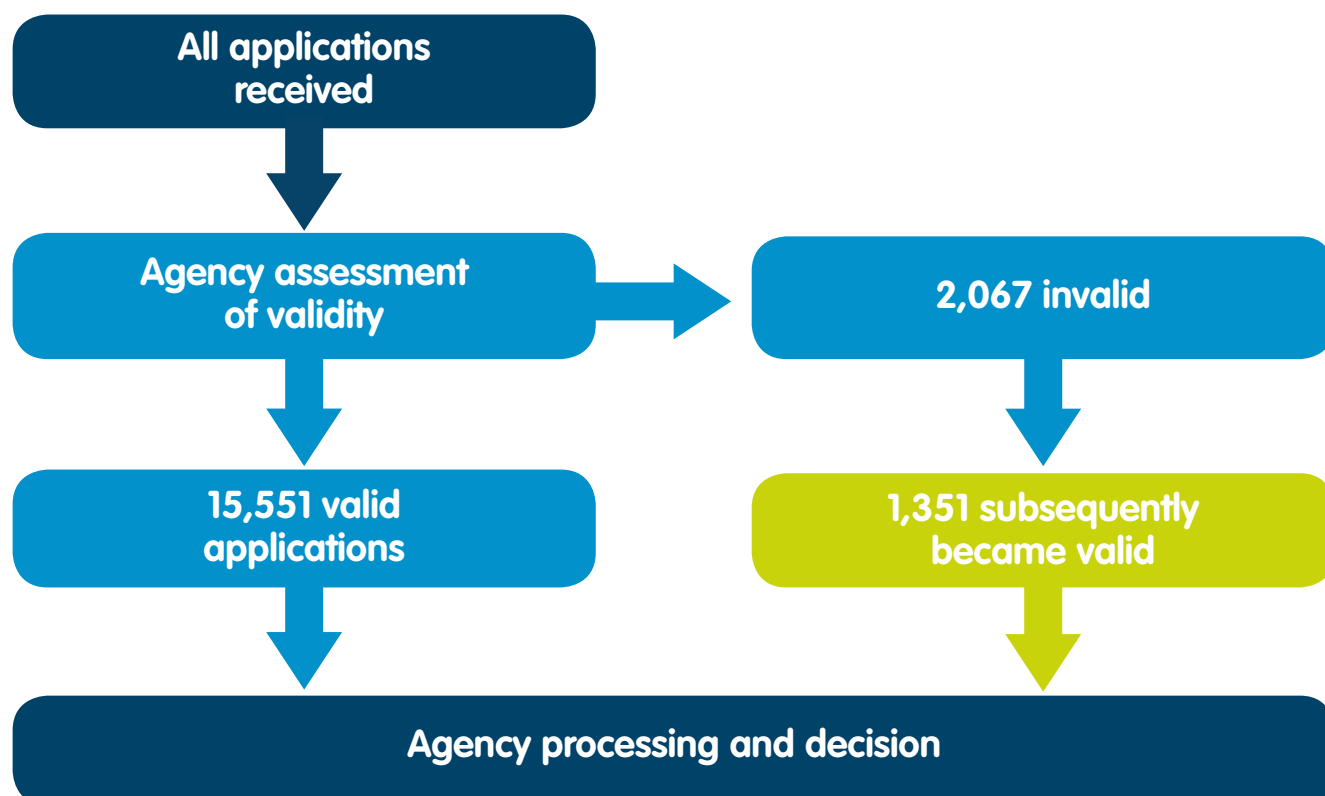 All applications
received
Agency assessment
of validity
2,067 invalid
15,551 valid
applications
1,351 subsequently
became valid
Agency processing and decision